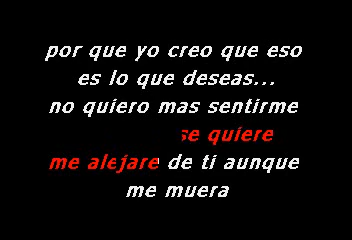 por que yo creo que eso
es lo que deseas...
no quiero mas sentirme
se quiere
me alejare de ti aunque
me muera